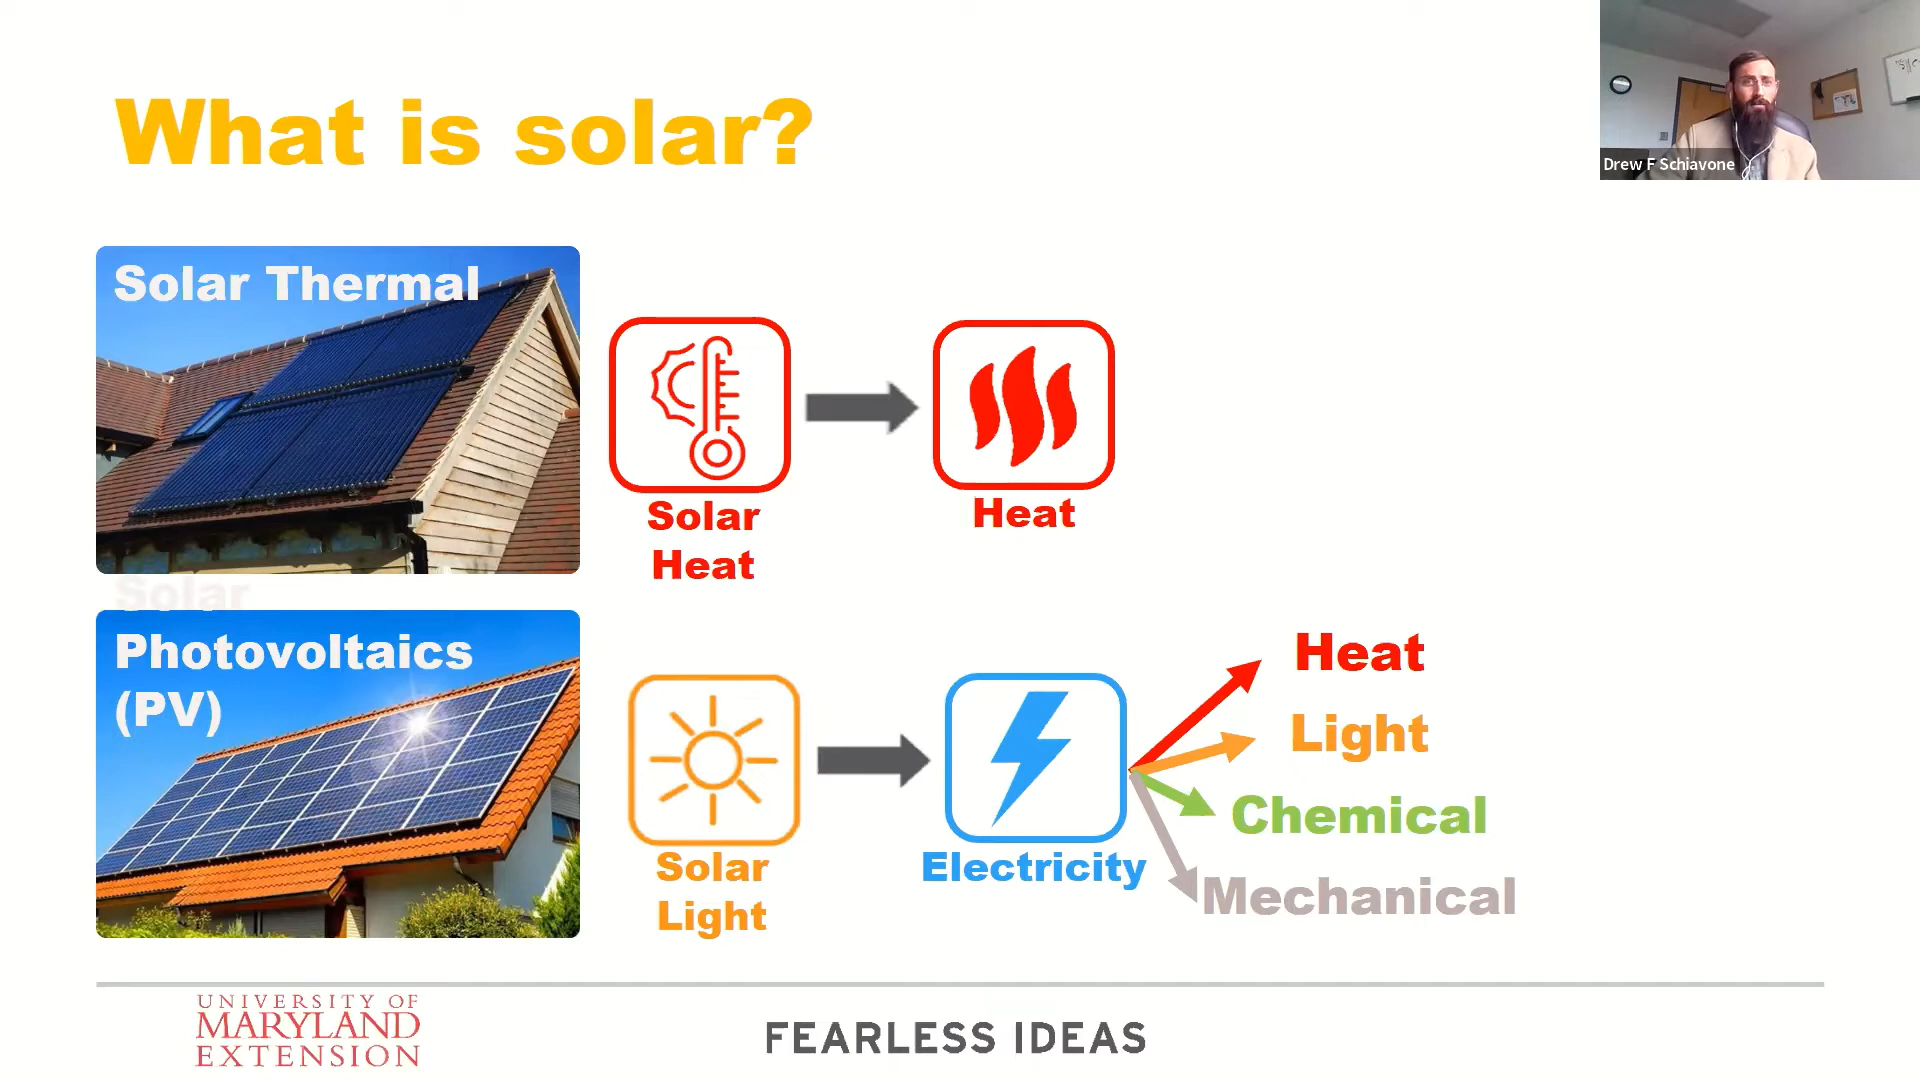 What is solar?
Drew F Schiavone
Solar Thermal
Solar
Heat
Heat
Solar
Photovoltaics
(PV)
Solar
Light
Electricity
Heat
Light
Chemical
Mechanical
UNIVERSITY OF
MARYLAND
EXTENSION
FEARLESS IDEAS